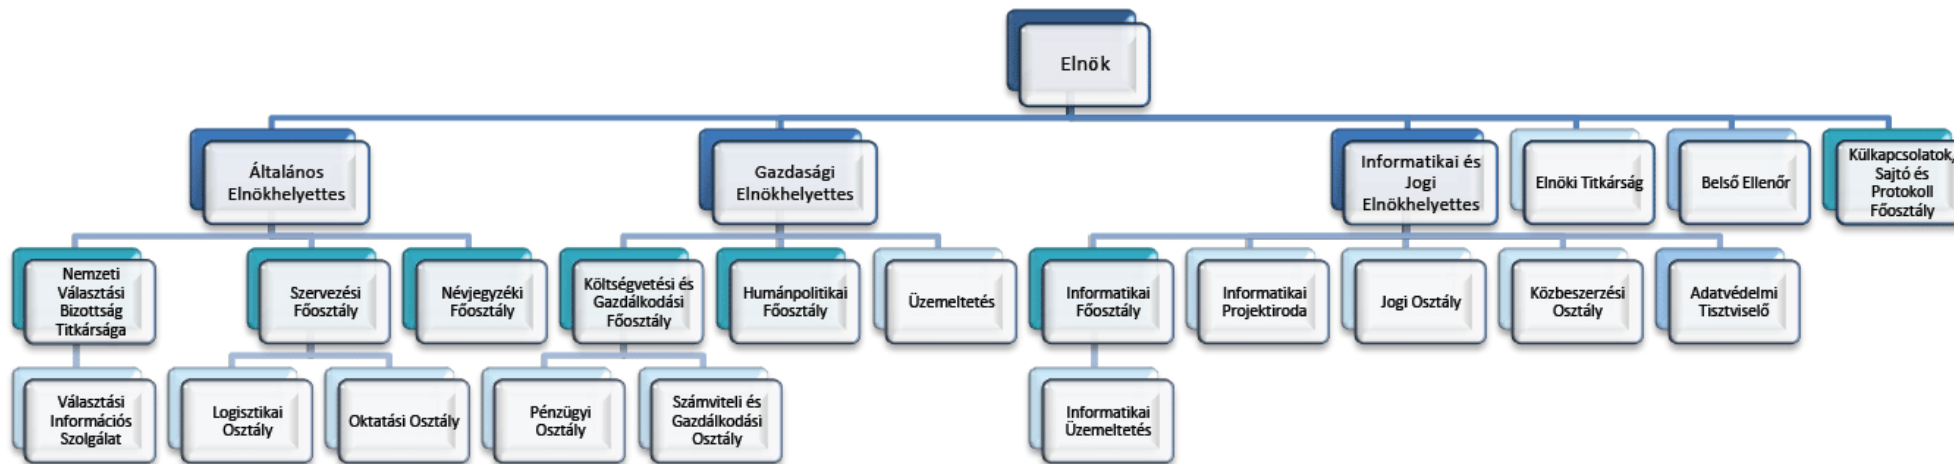 Elnök
Általános
Elnökhelyettes
Gazdasági
Elnökhelyettes
Informatikai és
Jogi
Elnökhelyettes
Elnöki Titkárság
Belső Ellenőr
Külkapcsolatok,
Sajtó és
Protokoll
Főosztály
Nemzeti
Választási
Bizottság
Titkársága
Szervezési
Főosztály
Névjegyzéki
Főosztály
Költségvetési és
Gazdálkodási
Főosztály
Humánpolitikai
Főosztály
Üzemeltetés
Informatikai
Főosztály
Informatikai
Projektiroda
Jogi Osztály
Közbeszerzési
Osztály
Adatvédelmi
Tisztviselő
Választási
Információs
Szolgálat
Logisztikai
Osztály
Oktatási Osztály
Pénzügyi
Osztály
Számviteli és
Gazdálkodási
Osztály
Informatikai
Üzemeltetés